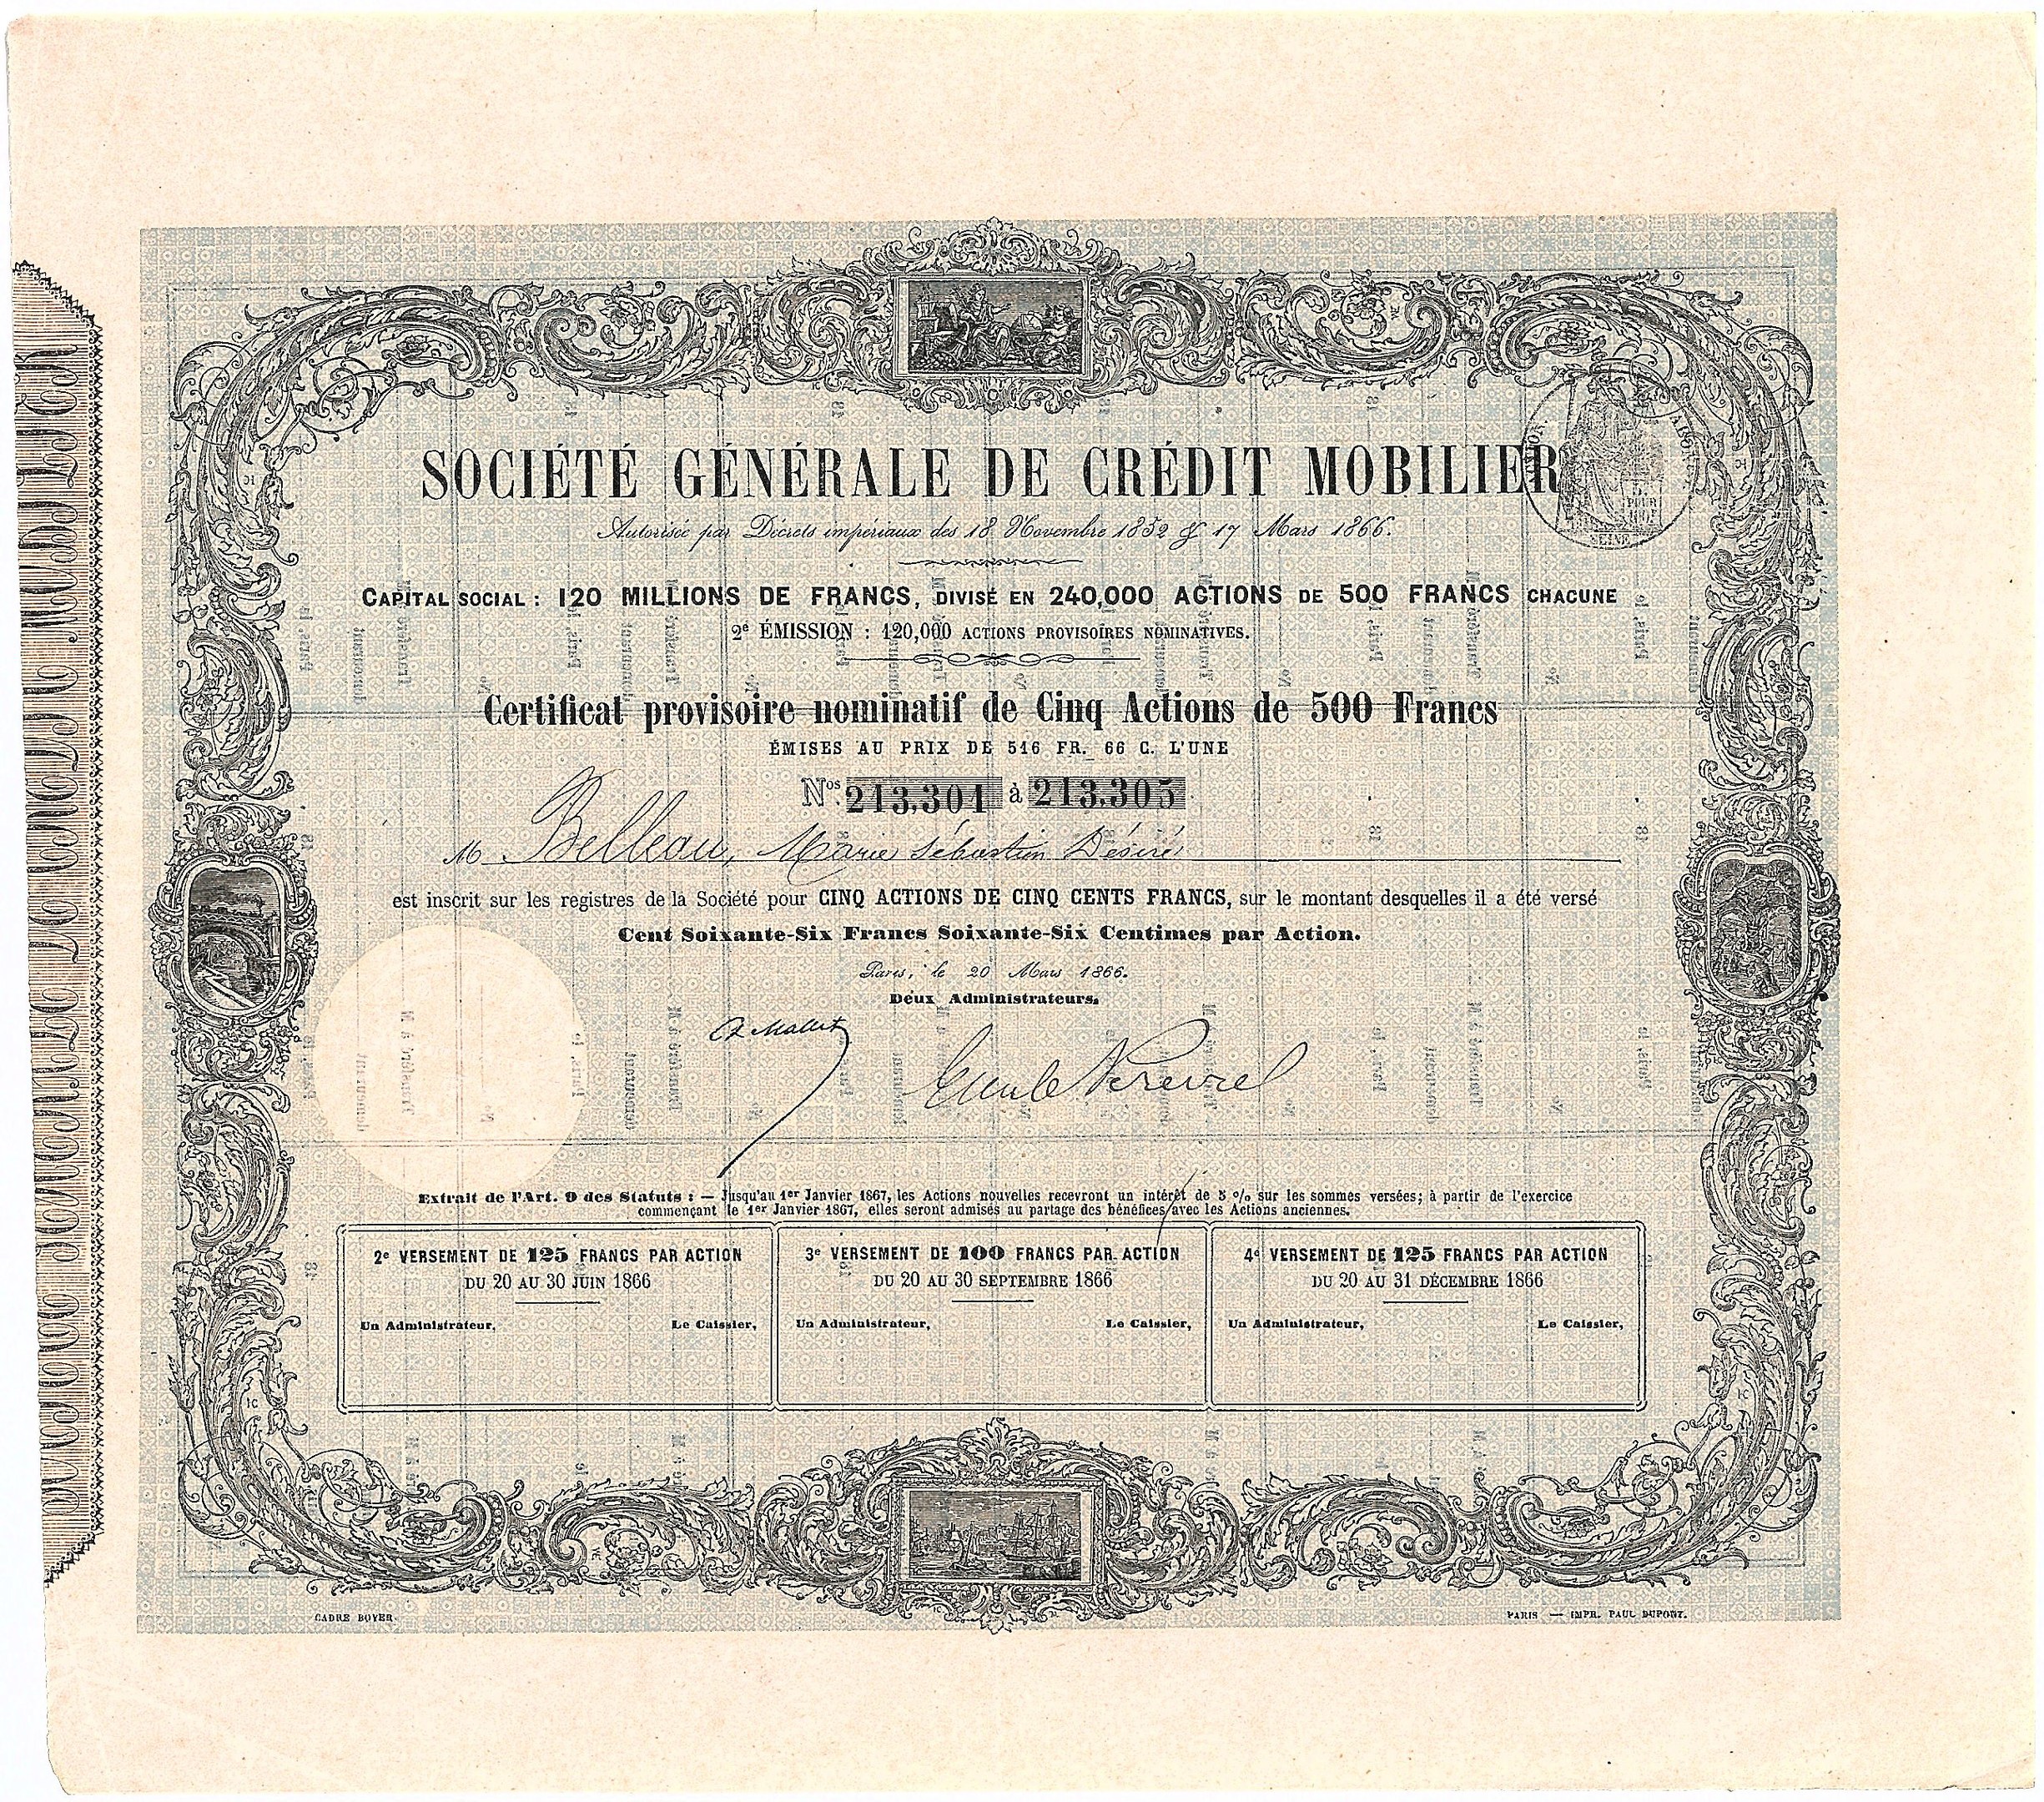 SOCIÉTÉ GÉNÉRALE DE CRÉDIT MOBILIER
Autorisée par Décrets impériaux des 18 Novembre 1852 & 17 Mars 1866.
CAPITAL SOCIAL : 120 MILLIONS DE FRANCS, DIVISÉ EN 240,000 ACTIONS DE 500 FRANCS CHACUNE
2e ÉMISSION : 120,000 ACTIONS PROVISOIRES NOMINATIVES.
Certificat provisoire nominatif de Cinq Actions de 500 Francs
ÉMISES AU PRIX DE 516 FR. 66 C. L'UNE
Nos 213,301 à 213,305
M Belleau, Marie Sébastien Désiré
est inscrit sur les registres de la Société pour CINQ ACTIONS DE CINQ CENTS FRANCS, sur le montant desquelles il a été versé
Cent Soixante-Six Francs Soixante-Six Centimes par Action.
Paris, le 20 Mars 1866.
Deux Administrateurs,
Extrait de l'Art. 9 des Statuts : — Jusqu'au 1er Janvier 1867, les Actions nouvelles recevront un intérêt de 5 % sur les sommes versées; à partir de l'exercice
commençant le 1er Janvier 1867, elles seront admises au partage des bénéfices avec les Actions anciennes.
2e VERSEMENT DE 125 FRANCS PAR ACTION
DU 20 AU 30 JUIN 1866
Un Administrateur, Le Caissier,
3e VERSEMENT DE 100 FRANCS PAR ACTION
DU 20 AU 30 SEPTEMBRE 1866
Un Administrateur, Le Caissier,
4e VERSEMENT DE 125 FRANCS PAR ACTION
DU 20 AU 31 DÉCEMBRE 1866
Un Administrateur, Le Caissier,
CADRE BOYER.
PARIS — IMPR. PAUL DUPONT.